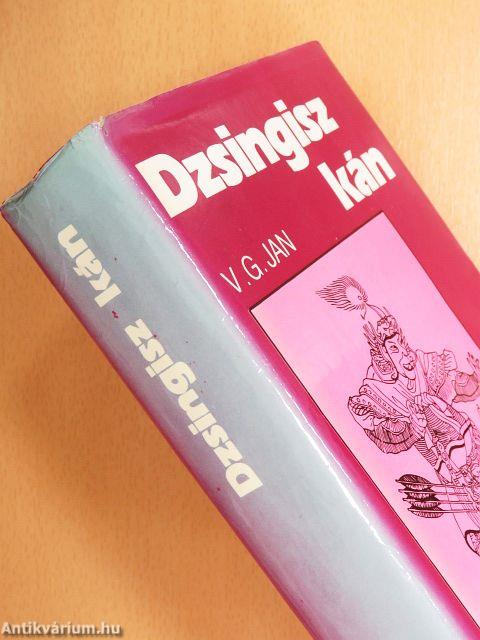 Dzsingisz
kán
V. G. JAN
Dzsingisz kán
Antikvárium.hu